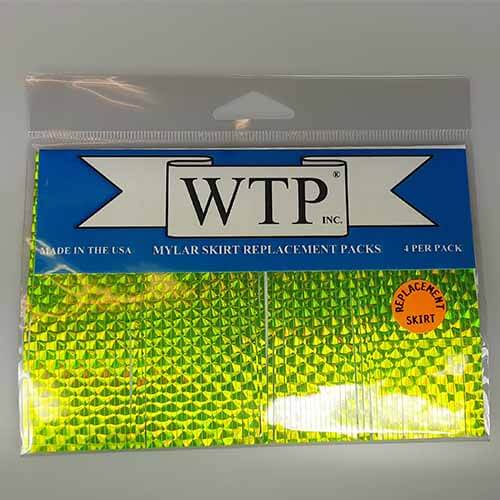 WTP® INC.
MADE IN THE USA
MYLAR SKIRT REPLACEMENT PACKS
4 PER PACK
REPLACEMENT
SKIRT